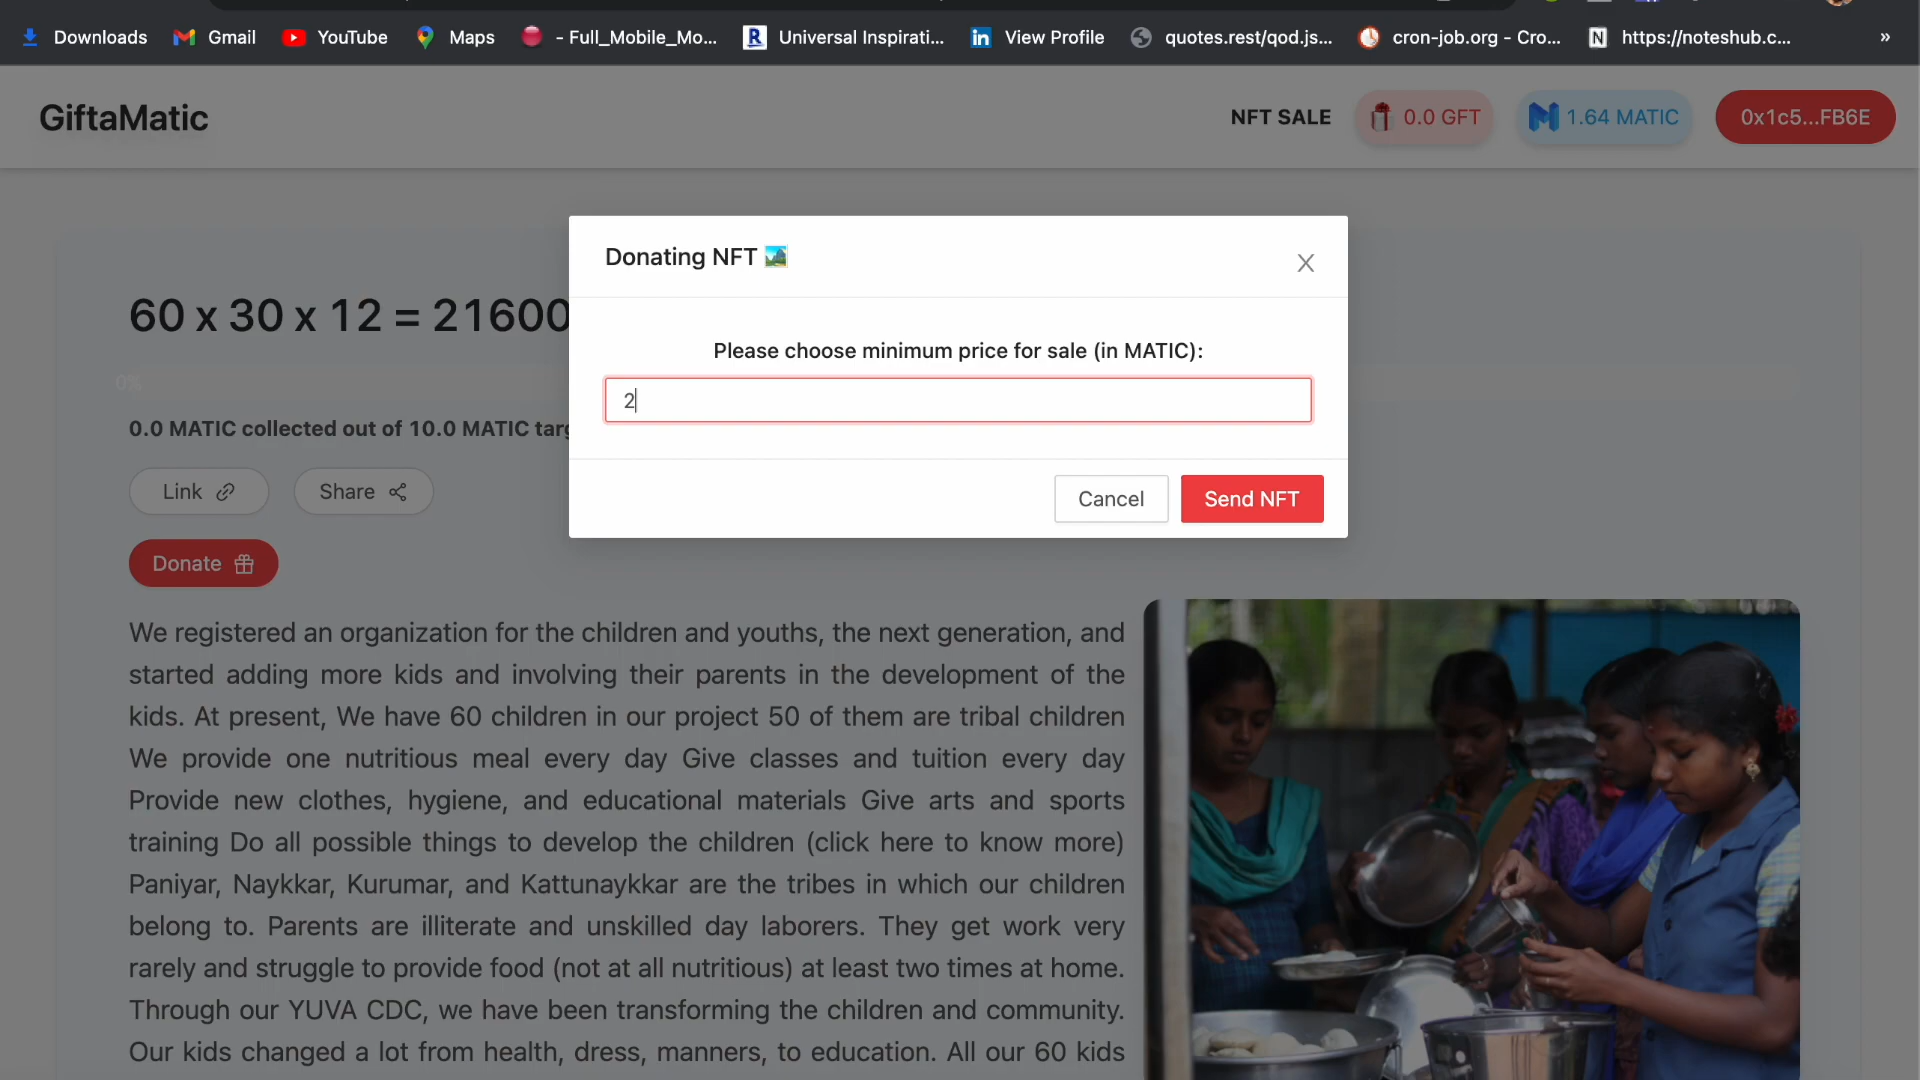 Downloads Gmail YouTube Maps - Full_Mobile_Mo... Universal Inspirati... View Profile quotes.rest/qod.js... cron-job.org - Cro... https://noteshub.c... »
GiftaMatic NFT SALE 0.0 GFT 1.64 MATIC 0x1c5...FB6E
Donating NFT
X
60 x 30 x 12 = 21600
Please choose minimum price for sale (in MATIC):
0%
2
0.0 MATIC collected out of 10.0 MATIC targ
Link Share
Cancel Send NFT
Donate
We registered an organization for the children and youths, the next generation, and
started adding more kids and involving their parents in the development of the
kids. At present, We have 60 children in our project 50 of them are tribal children
We provide one nutritious meal every day Give classes and tuition every day
Provide new clothes, hygiene, and educational materials Give arts and sports
training Do all possible things to develop the children (click here to know more)
Paniyar, Naykkar, Kurumar, and Kattunaykkar are the tribes in which our children
belong to. Parents are illiterate and unskilled day laborers. They get work very
rarely and struggle to provide food (not at all nutritious) at least two times at home.
Through our YUVA CDC, we have been transforming the children and community.
Our kids changed a lot from health, dress, manners, to education. All our 60 kids